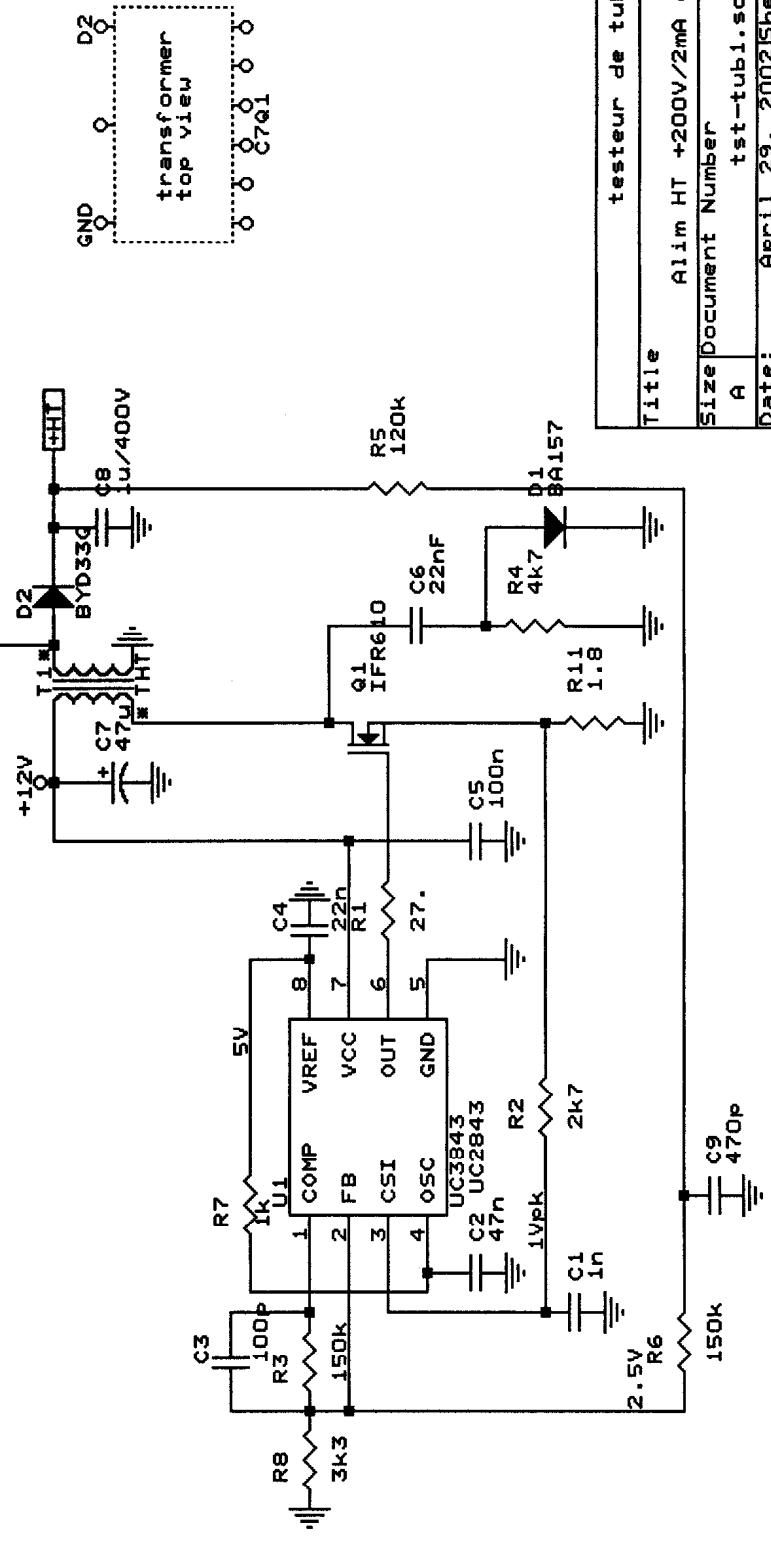 D2
transformer
top view
GND
C7Q1
testeur de
Title
Alim HT +200V/2mA
Size
Document Number
A
tst-tub1.
Date:
April 29, 2002
+HT
C8
1u/400V
D2
BYD33G
T1*
THT
*
+12V
C7
47u
+
R5
120k
D1
BA157
C6
22nF
R4
4k7
Q1
IFR610
R11
1.8
C5
100n
C4
22n
R1
27.
5V
8
7
6
5
VREF
VCC
OUT
GND
COMP
FB
CSI
OSC
U1
UC3843
UC2843
1
2
3
4
R7
1k
R2
2k7
C2
47n
1Vpk
C1
1n
C9
470p
C3
100p
R3
150k
R8
3k3
2.5V
R6
150k